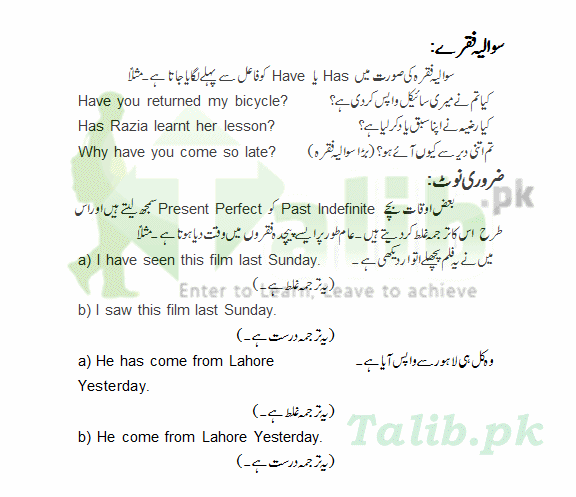 سوالیہ فقرے:
سوالیہ فقرہ کی صورت میں Has یا Have کو فاعل سے پہلے لگایا جاتا ہے۔ مثلاً
Have you returned my bicycle? کیا تم نے میری سائیکل واپس کردی ہے؟
Has Razia learnt her lesson? کیا رضیہ نے اپنا سبق یاد کرلیا ہے؟
Why have you come so late? تم اتنی دیر سے کیوں آئے ہو؟ (بڑا سوالیہ فقرہ)
ضروری نوٹ:
بعض اوقات بچے Past Indefinite کو Present Perfect سمجھ لیتے ہیں اور اس
طرح اس کا ترجمہ غلط کردیتے ہیں۔ عام طور پر ایسے پیچیدہ فقروں میں وقت دیا ہوتا ہے۔ مثلاً
a) I have seen this film last Sunday. میں نے یہ فلم پچھلے اتوار دیکھی ہے۔
(یہ ترجمہ غلط ہے۔)
b) I saw this film last Sunday.
(یہ ترجمہ درست ہے۔)
a) He has come from Lahore وہ کل ہی لاہور سے واپس آیا ہے۔
Yesterday.
(یہ ترجمہ غلط ہے۔)
b) He come from Lahore Yesterday.
(یہ ترجمہ درست ہے۔)
Talib.pk
Enter to Learn, Leave to achieve
Talib.pk